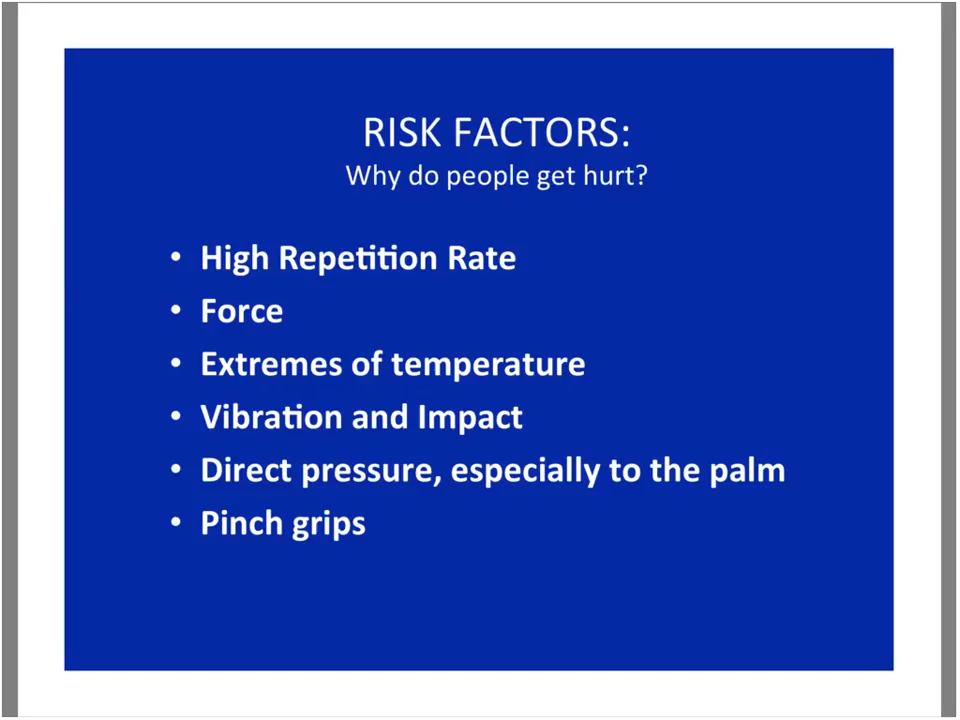 RISK FACTORS:
Why do people get hurt?
• High Repetition Rate
• Force
• Extremes of temperature
• Vibration and Impact
• Direct pressure, especially to the palm
• Pinch grips